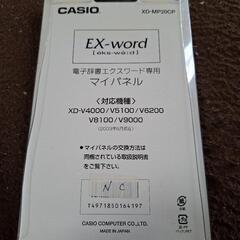 CASIO
XD-MP20CP
EX-word
[éks-wə:d]
電子辞書エクスワード専用
マイパネル
〈対応機種〉
XD-V4000/V5100/V6200
V8100/V9000
(2003年6月現在)
●マイパネルの交換方法は
同梱されている取扱説明書を
ご覧下さい。
N C
4971850164197
CASIO COMPUTER CO.,LTD.
MADE IN JAPAN